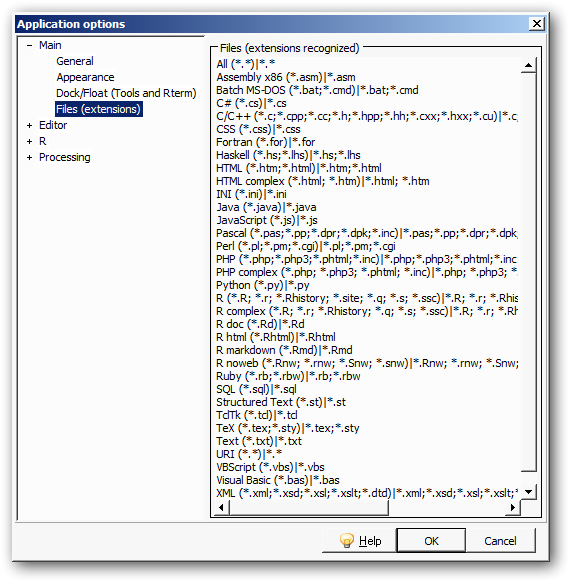 Application options
Main
General
Appearance
Dock/Float (Tools and Rterm)
Files (extensions)
Editor
R
Processing
Files (extensions recognized)
All (*.*)|*.*
Assembly x86 (*.asm)|*.asm
Batch MS-DOS (*.bat;*.cmd)|*.bat;*.cmd
C# (*.cs)|*.cs
C/C++ (*.c;*.cpp;*.cc;*.h;*.hpp;*.hh;*.cxx;*.hxx;*.cu)|*.c;
CSS (*.css)|*.css
Fortran (*.for)|*.for
Haskell (*.hs;*.lhs)|*.hs;*.lhs
HTML (*.htm;*.html)|*.htm;*.html
HTML complex (*.html; *.htm)|*.html; *.htm
INI (*.ini)|*.ini
Java (*.java)|*.java
JavaScript (*.js)|*.js
Pascal (*.pas;*.pp;*.dpr;*.dpk;*.inc)|*.pas;*.pp;*.dpr;*.dpk,
Perl (*.pl;*.pm;*.cgi)|*.pl;*.pm;*.cgi
PHP (*.php;*.php3;*.phtml;*.inc)|*.php;*.php3;*.phtml;*.inc
PHP complex (*.php; *.php3; *.phtml; *.inc)|*.php; *.php3; *.
Python (*.py)|*.py
R (*.R; *.r; *.Rhistory; *.site; *.q; *.s; *.ssc)|*.R; *.r; *.Rhis
R complex (*.R; *.r; *.Rhistory; *.q; *.s; *.ssc)|*.R; *.r; *.Rh
R doc (*.Rd)|*.Rd
R html (*.Rhtml)|*.Rhtml
R markdown (*.Rmd)|*.Rmd
R noweb (*.Rnw; *.rnw; *.Snw; *.snw)|*.Rnw; *.rnw; *.Snw;
Ruby (*.rb;*.rbw)|*.rb;*.rbw
SQL (*.sql)|*.sql
Structured Text (*.st)|*.st
TclTk (*.tcl)|*.tcl
TeX (*.tex;*.sty)|*.tex;*.sty
Text (*.txt)|*.txt
URI (*.*)|*.*
VBScript (*.vbs)|*.vbs
Visual Basic (*.bas)|*.bas
XML (*.xml;*.xsd;*.xsl;*.xslt;*.dtd)|*.xml;*.xsd;*.xsl;*.xslt;*
Help
OK
Cancel